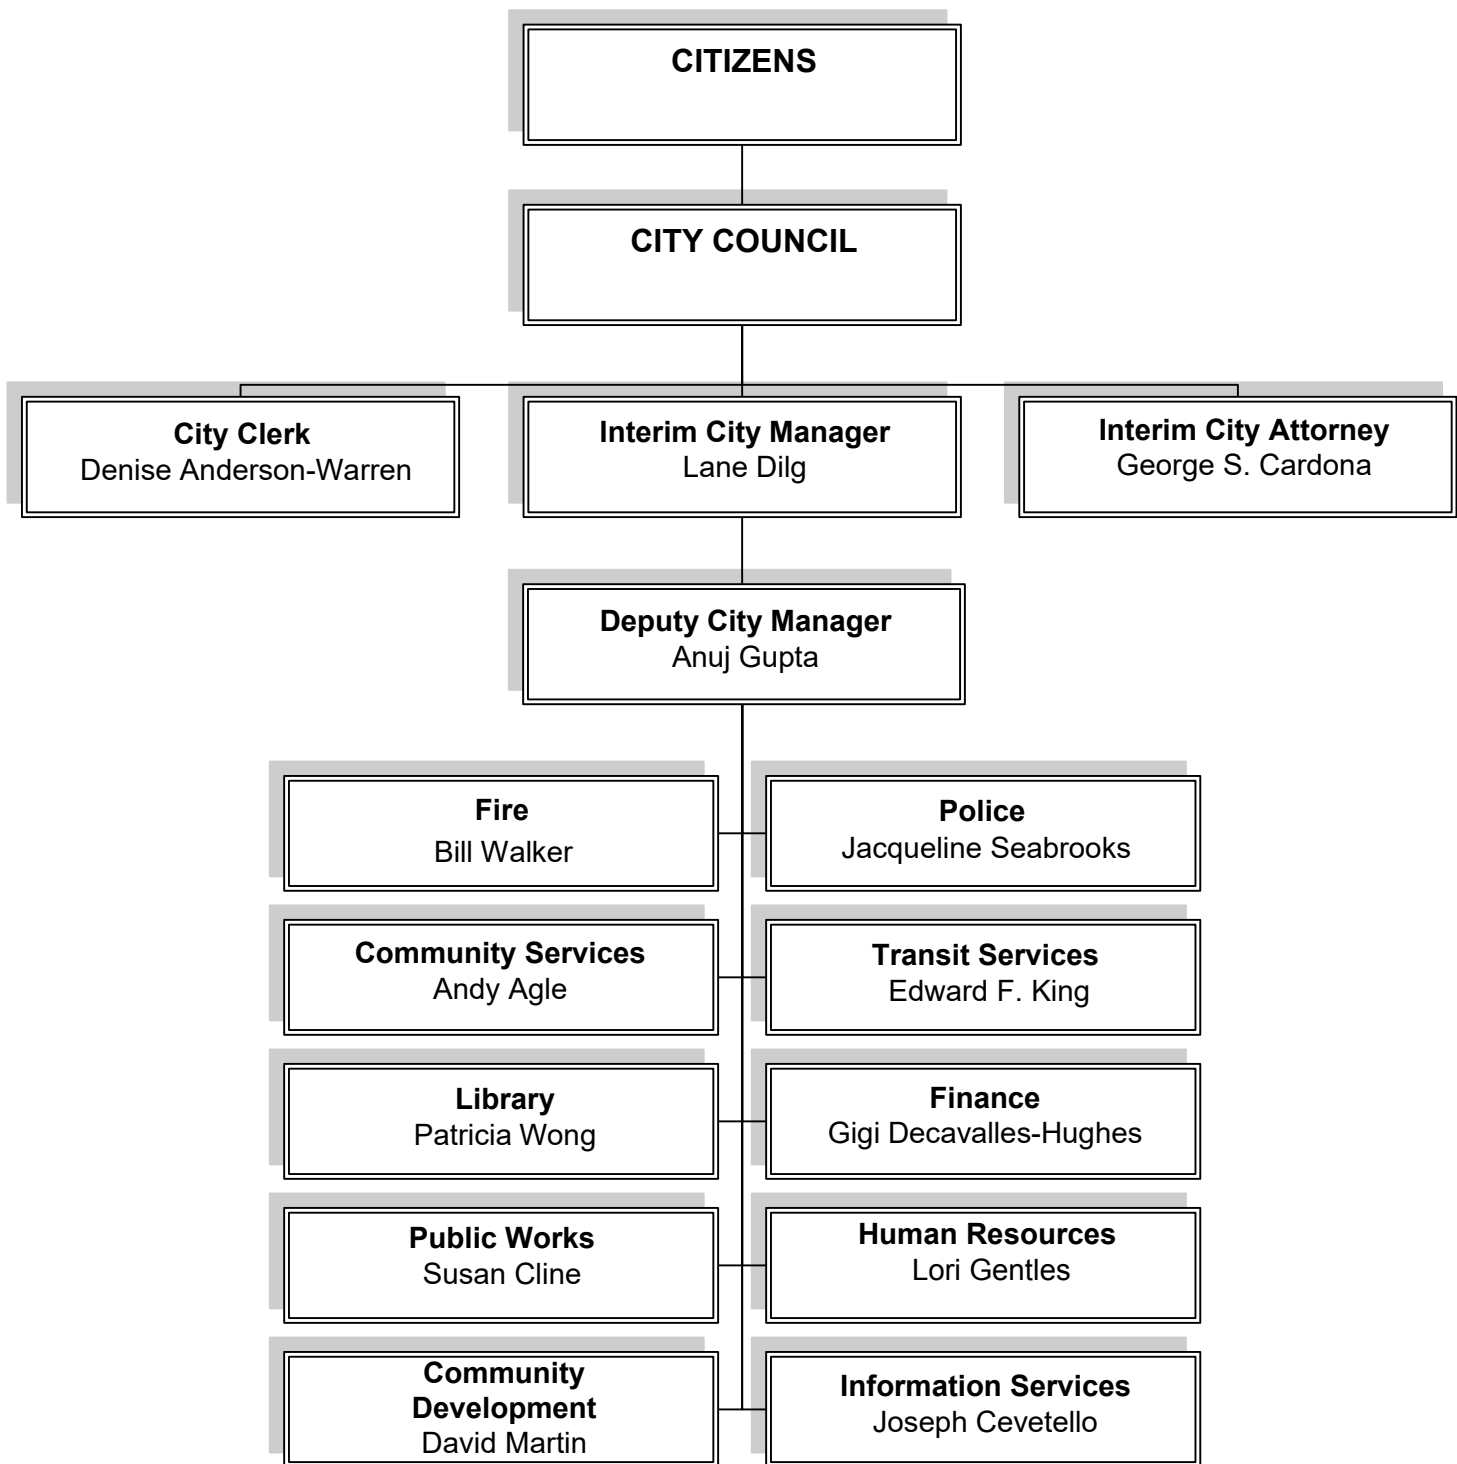 CITIZENS
CITY COUNCIL
City Clerk
Denise Anderson-Warren
Interim City Manager
Lane Dilg
Interim City Attorney
George S. Cardona
Deputy City Manager
Anuj Gupta
Fire
Bill Walker
Police
Jacqueline Seabrooks
Community Services
Andy Agle
Transit Services
Edward F. King
Library
Patricia Wong
Finance
Gigi Decavalles-Hughes
Public Works
Susan Cline
Human Resources
Lori Gentles
Community
Development
David Martin
Information Services
Joseph Cevetello